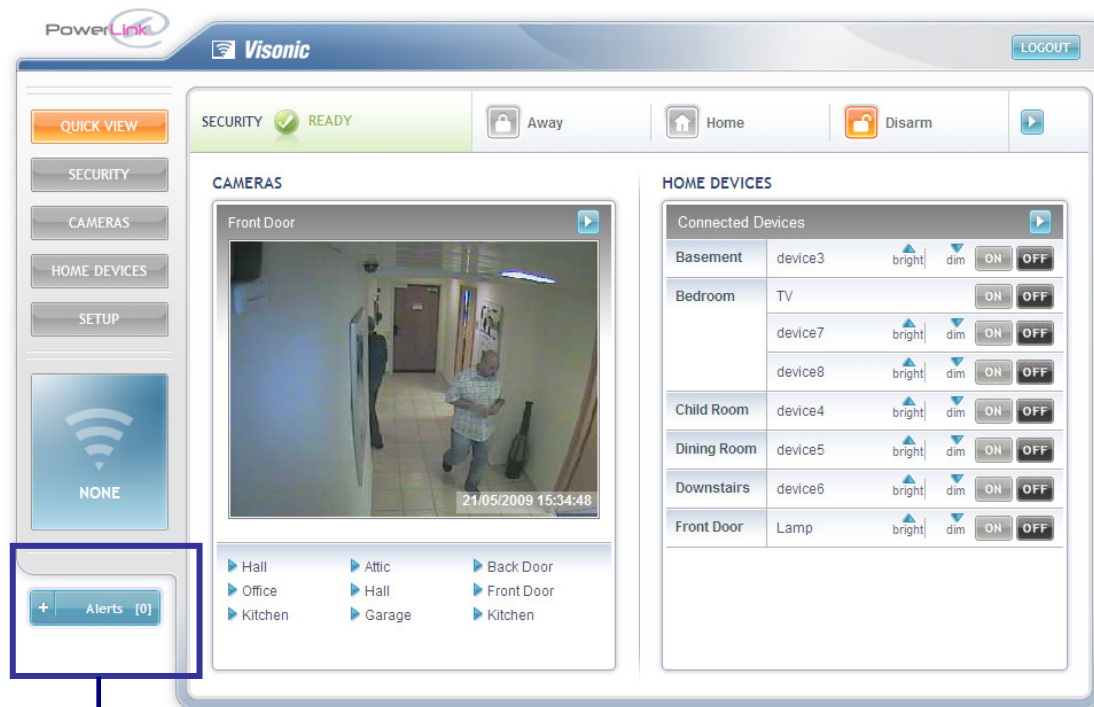 PowerLink
Visonic
LOGOUT
QUICK VIEW
SECURITY
CAMERAS
HOME DEVICES
SETUP
NONE
+ Alerts [0]
SECURITY READY
Away
Home
Disarm
CAMERAS
Front Door
21/05/2009 15:34:48
Hall Attic Back Door
Office Hall Front Door
Kitchen Garage Kitchen
HOME DEVICES
Connected Devices
Basement device3 bright dim ON OFF
Bedroom TV ON OFF
device7 bright dim ON OFF
device8 bright dim ON OFF
Child Room device4 bright dim ON OFF
Dining Room device5 bright dim ON OFF
Downstairs device6 bright dim ON OFF
Front Door Lamp bright dim ON OFF